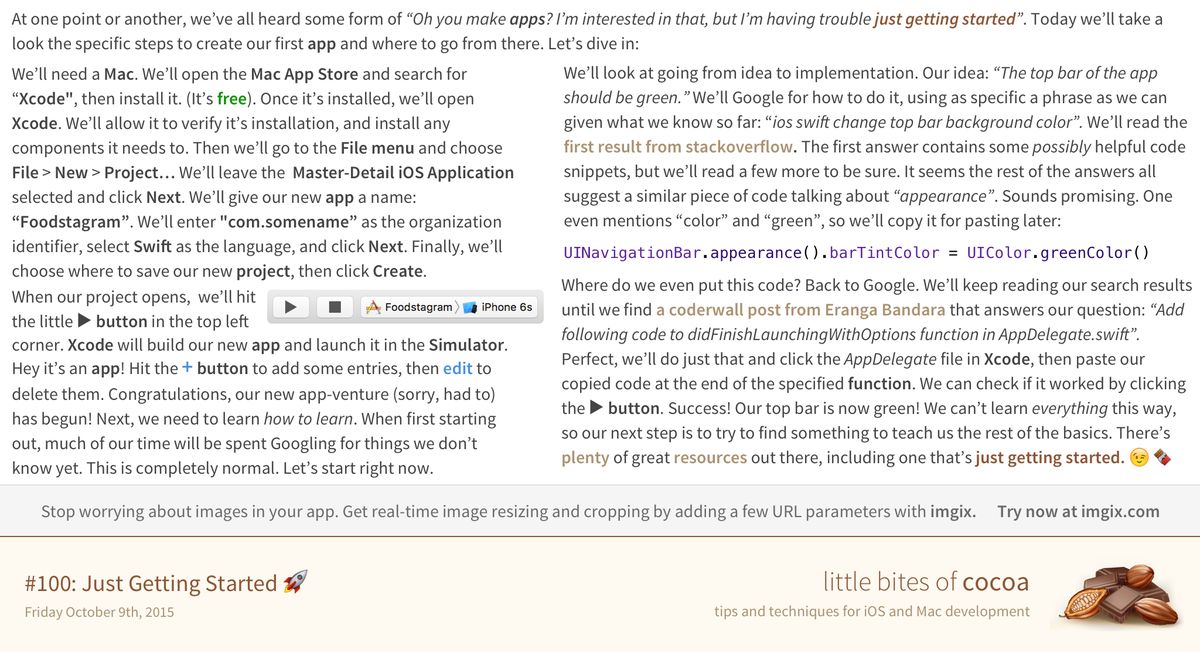 At one point or another, we’ve all heard some form of “Oh you make apps? I’m interested in that, but I’m having trouble just getting started”. Today we’ll take a
look the specific steps to create our first app and where to go from there. Let’s dive in:
We’ll need a Mac. We’ll open the Mac App Store and search for
“Xcode", then install it. (It’s free). Once it’s installed, we’ll open
Xcode. We’ll allow it to verify it’s installation, and install any
components it needs to. Then we’ll go to the File menu and choose
File > New > Project… We’ll leave the Master-Detail iOS Application
selected and click Next. We’ll give our new app a name:
“Foodstagram”. We’ll enter "com.somename” as the organization
identifier, select Swift as the language, and click Next. Finally, we’ll
choose where to save our new project, then click Create.
When our project opens, we’ll hit
the little ▶ button in the top left
corner. Xcode will build our new app and launch it in the Simulator.
Foodstagram 〉 iPhone 6s
Hey it’s an app! Hit the + button to add some entries, then edit to
delete them. Congratulations, our new app-venture (sorry, had to)
has begun! Next, we need to learn how to learn. When first starting
out, much of our time will be spent Googling for things we don’t
know yet. This is completely normal. Let’s start right now.
We’ll look at going from idea to implementation. Our idea: “The top bar of the app
should be green.” We’ll Google for how to do it, using as specific a phrase as we can
given what we know so far: “ios swift change top bar background color”. We’ll read the
first result from stackoverflow. The first answer contains some possibly helpful code
snippets, but we’ll read a few more to be sure. It seems the rest of the answers all
suggest a similar piece of code talking about “appearance”. Sounds promising. One
even mentions “color” and “green”, so we’ll copy it for pasting later:
UINavigationBar.appearance().barTintColor = UIColor.greenColor()
Where do we even put this code? Back to Google. We’ll keep reading our search results
until we find a coderwall post from Eranga Bandara that answers our question: “Add
following code to didFinishLaunchingWithOptions function in AppDelegate.swift”.
Perfect, we’ll do just that and click the AppDelegate file in Xcode, then paste our
copied code at the end of the specified function. We can check if it worked by clicking
the ▶ button. Success! Our top bar is now green! We can’t learn everything this way,
so our next step is to try to find something to teach us the rest of the basics. There’s
plenty of great resources out there, including one that’s just getting started. 😉 🍫
Stop worrying about images in your app. Get real-time image resizing and cropping by adding a few URL parameters with imgix. Try now at imgix.com
#100: Just Getting Started 🚀
Friday October 9th, 2015
little bites of cocoa
tips and techniques for iOS and Mac development